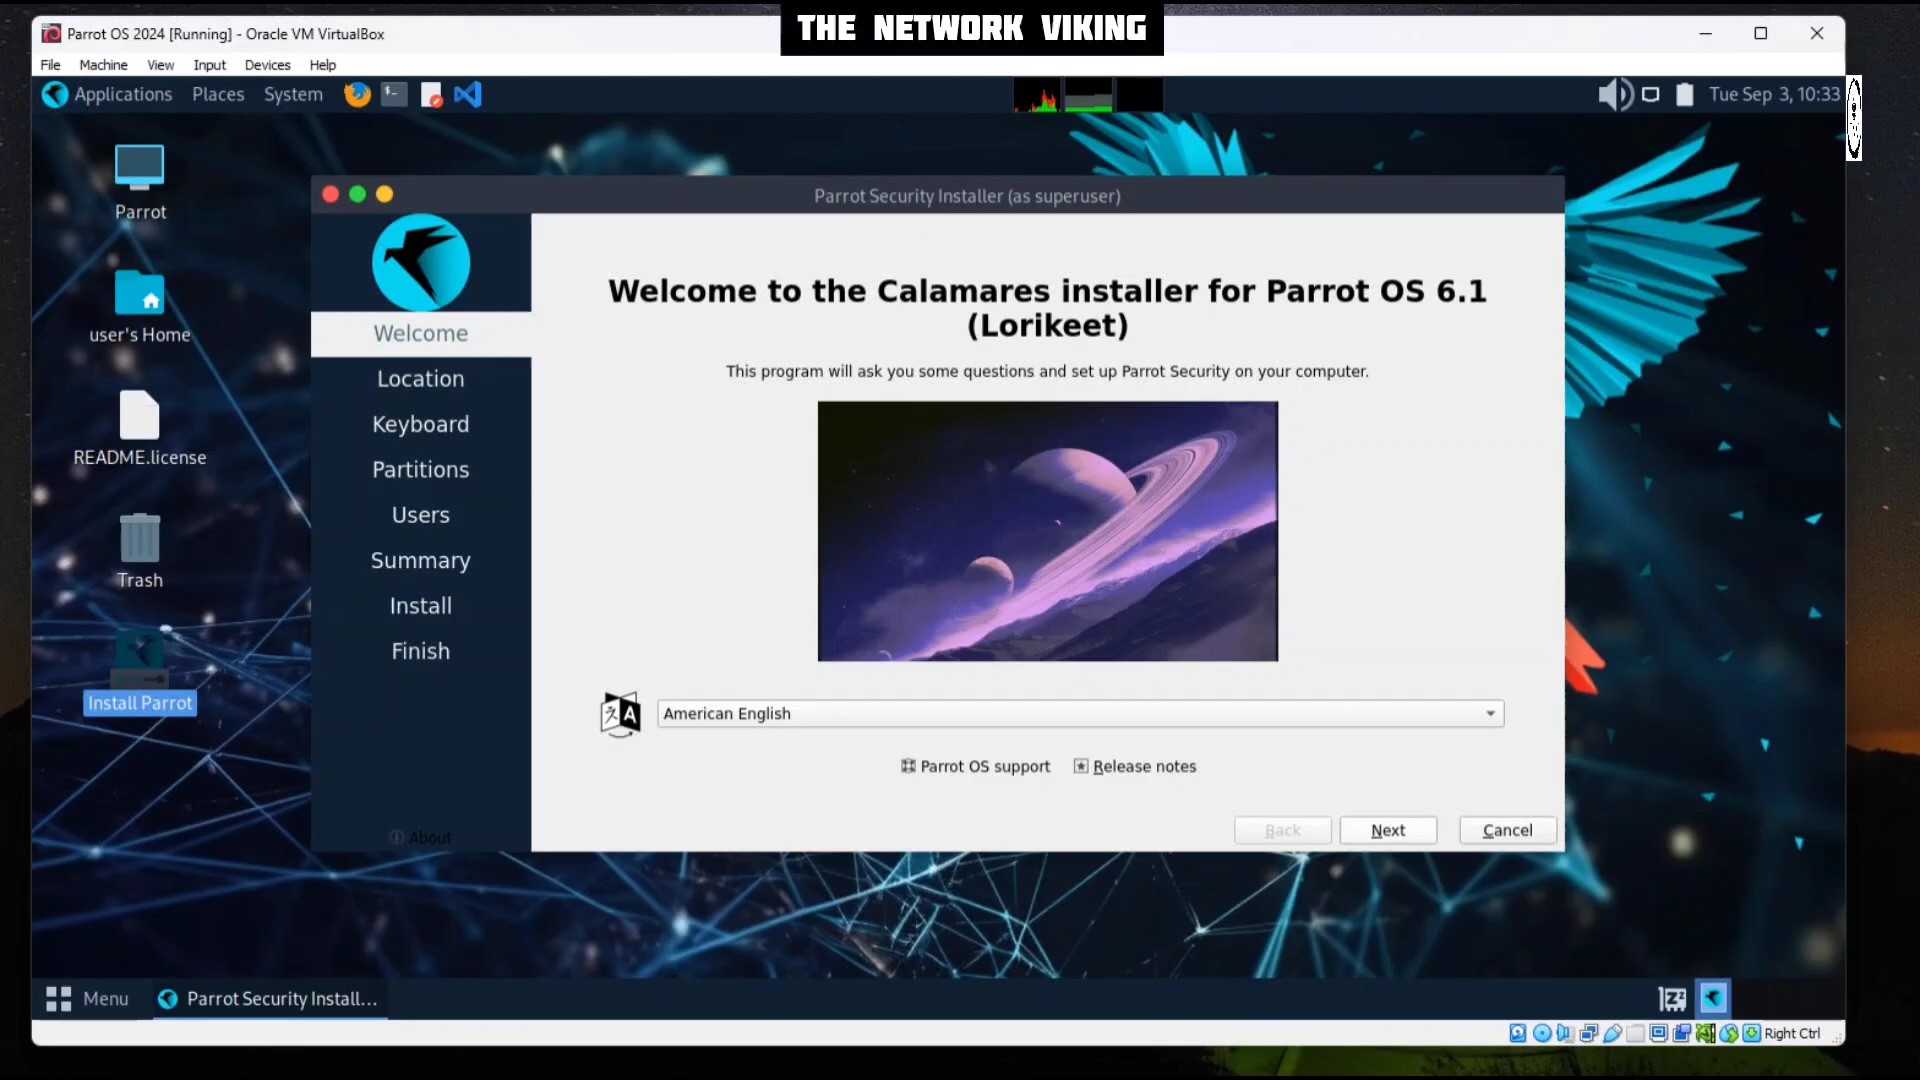 THE NETWORK VIKING
Parrot OS 2024 [Running] - Oracle VM VirtualBox
File Machine View Input Devices Help
Applications Places System
Tue Sep 3, 10:33
Parrot
user's Home
README.license
Trash
Install Parrot
Parrot Security Installer (as superuser)
Welcome
Location
Keyboard
Partitions
Users
Summary
Install
Finish
About
Welcome to the Calamares installer for Parrot OS 6.1
(Lorikeet)
This program will ask you some questions and set up Parrot Security on your computer.
American English
Parrot OS support Release notes
Back Next Cancel
Menu Parrot Security Install...
Right Ctrl